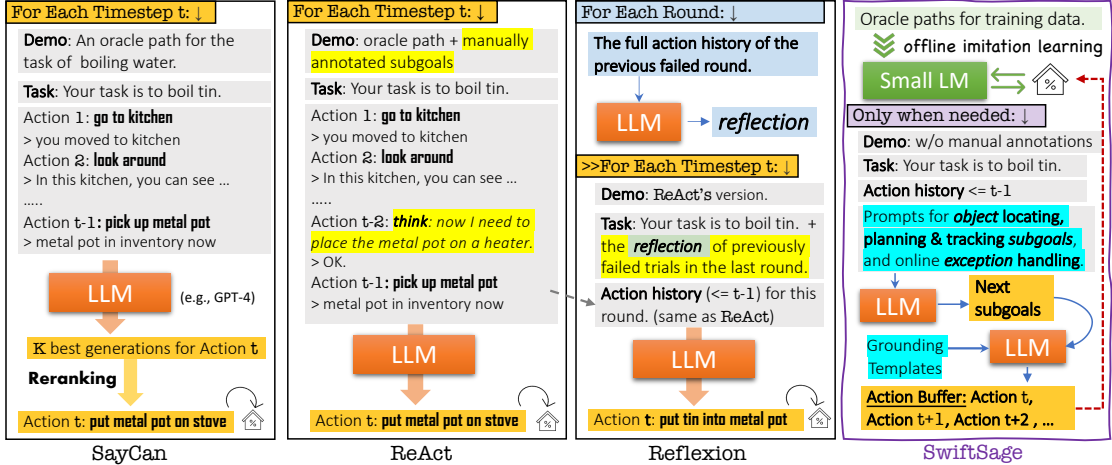 For Each Timestep t: ↓
Demo: An oracle path for the
task of boiling water.
Task: Your task is to boil tin.
Action 1: go to kitchen
> you moved to kitchen
Action 2: look around
> In this kitchen, you can see ...
.....
Action t-1: pick up metal pot
> metal pot in inventory now
LLM
(e.g., GPT-4)
K best generations for Action t
Reranking
Action t: put metal pot on stove
%
SayCan
For Each Timestep t: ↓
Demo: oracle path + manually
annotated subgoals
Task: Your task is to boil tin.
Action 1: go to kitchen
> you moved to kitchen
Action 2: look around
> In this kitchen, you can see ...
.....
Action t-2: think: now I need to
place the metal pot on a heater.
> OK.
Action t-1: pick up metal pot
> metal pot in inventory now
LLM
Action t: put metal pot on stove
%
ReAct
For Each Round: ↓
The full action history of the
previous failed round.
LLM
reflection
>>For Each Timestep t: ↓
Demo: ReAct's version.
Task: Your task is to boil tin. +
the reflection of previously
failed trials in the last round.
Action history (<= t-1) for this
round. (same as ReAct)
LLM
Action t: put tin into metal pot
%
Reflexion
Oracle paths for training data.
offline imitation learning
Small LM
%
Only when needed: ↓
Demo: w/o manual annotations
Task: Your task is to boil tin.
Action history <= t-1
Prompts for object locating,
planning & tracking subgoals,
and online exception handling.
LLM
Next
subgoals
Grounding
Templates
LLM
Action Buffer: Action t,
Action t+1, Action t+2 , ...
SwiftSage